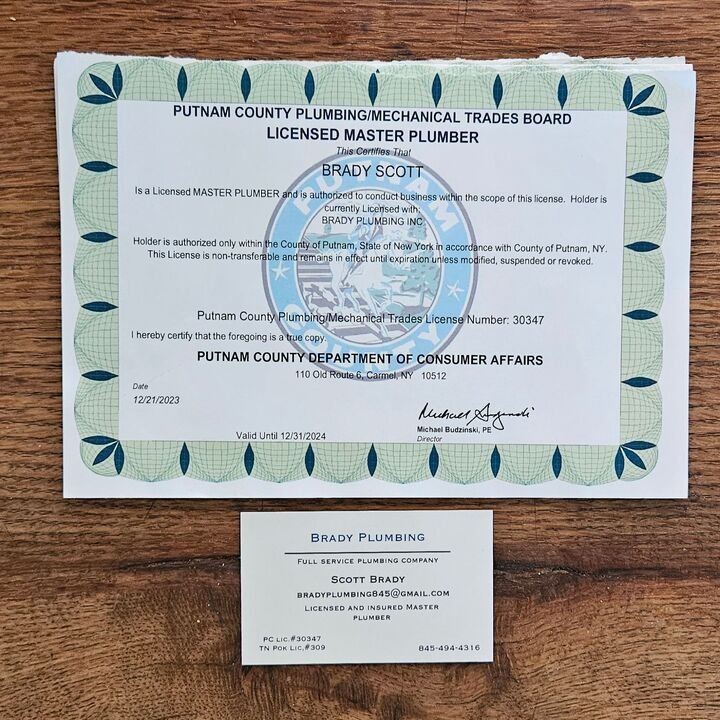 PUTNAM COUNTY PLUMBING/MECHANICAL TRADES BOARD
LICENSED MASTER PLUMBER
This Certifies That
BRADY SCOTT
Is a Licensed MASTER PLUMBER and is authorized to conduct business within the scope of this license. Holder is
currently Licensed with:
BRADY PLUMBING INC.
Holder is authorized only within the County of Putnam, State of New York in accordance with County of Putnam, NY.
This License is non-transferable and remains in effect until expiration unless modified, suspended or revoked.
PUTNAM
COUNTY
Putnam County Plumbing/Mechanical Trades License Number: 30347
I hereby certify that the foregoing is a true copy.
PUTNAM COUNTY DEPARTMENT OF CONSUMER AFFAIRS
110 Old Route 6, Carmel, NY 10512
Date
12/21/2023
Michael Budzinski, PE
Director
Valid Until 12/31/2024
BRADY PLUMBING
FULL SERVICE PLUMBING COMPANY
SCOTT BRADY
BRADYPLUMBING845@GMAIL.COM
LICENSED AND INSURED MASTER
PLUMBER
PC LIC.#30347
TN POK LIC,#309
845-494-4316